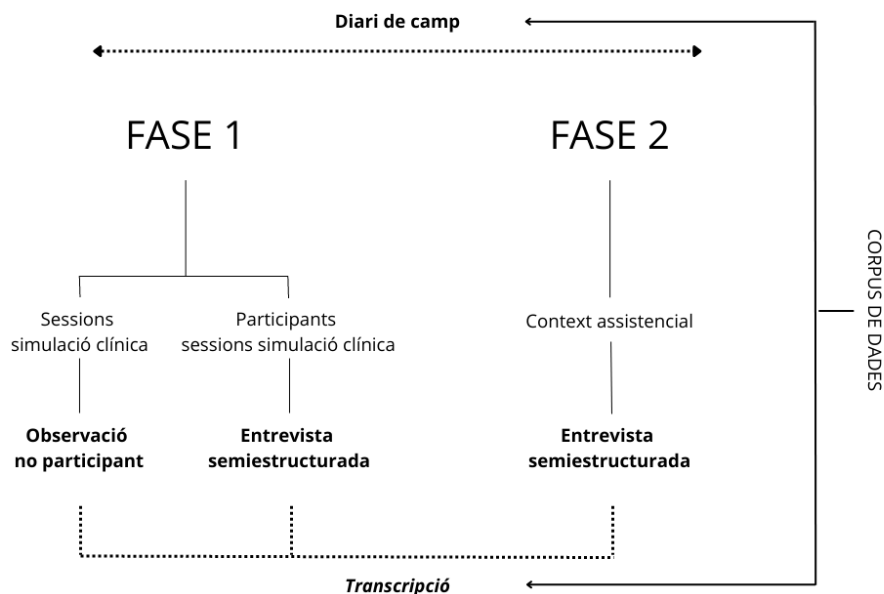 Diari de camp
FASE 1
FASE 2
Sessions
simulació clínica
Participants
sessions simulació clínica
Context assistencial
Observació
no participant
Entrevista
semiestructurada
Entrevista
semiestructurada
Transcripció
CORPUS DE DADES